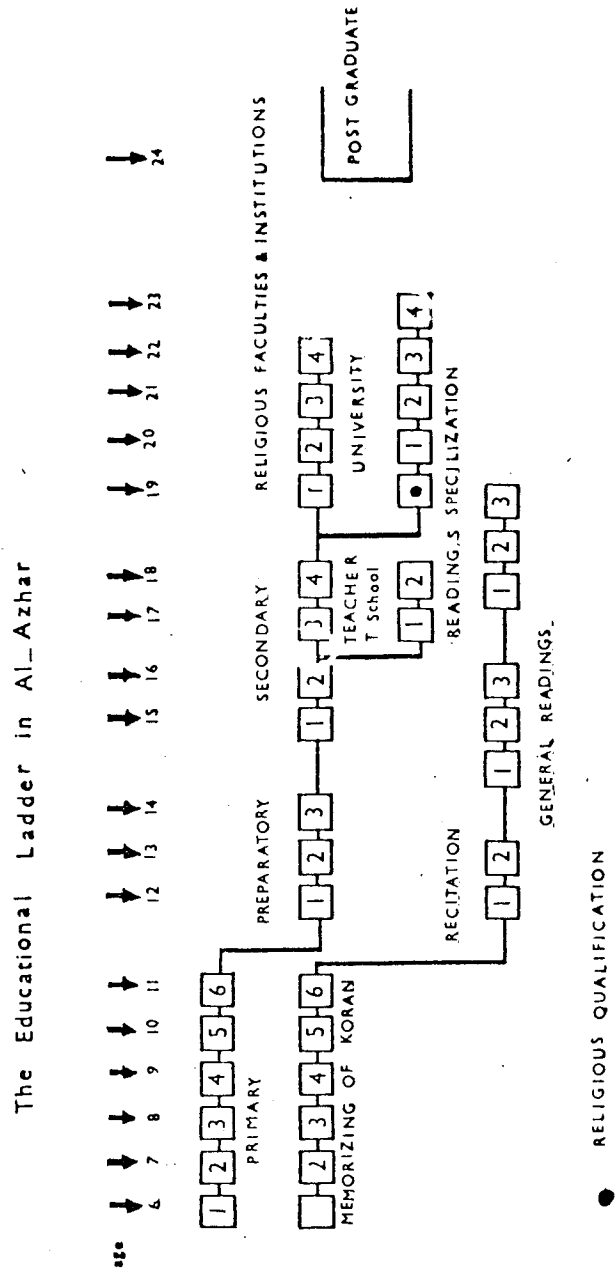 The Educational Ladder in Al_Azhar
age
6 7 8 9 10 11 12 13 14 15 16 17 18 19 20 21 22 23 24
RELIGIOUS FACULTIES & INSTITUTIONS
1 2 3 4 5 6
PRIMARY
PREPARATORY
1 2 3
SECONDARY
1 2 3 4
1 2 3 4
UNIVERSITY
POST GRADUATE
TEACHER
T School
1 2
1 2 3 4
2 3 4 5 6
MEMORIZING OF KORAN
READING,S SPECJLIZATION
RECITATION
1 2
1 2 3
1 2 3
GENERAL READINGS
RELIGIOUS QUALIFICATION